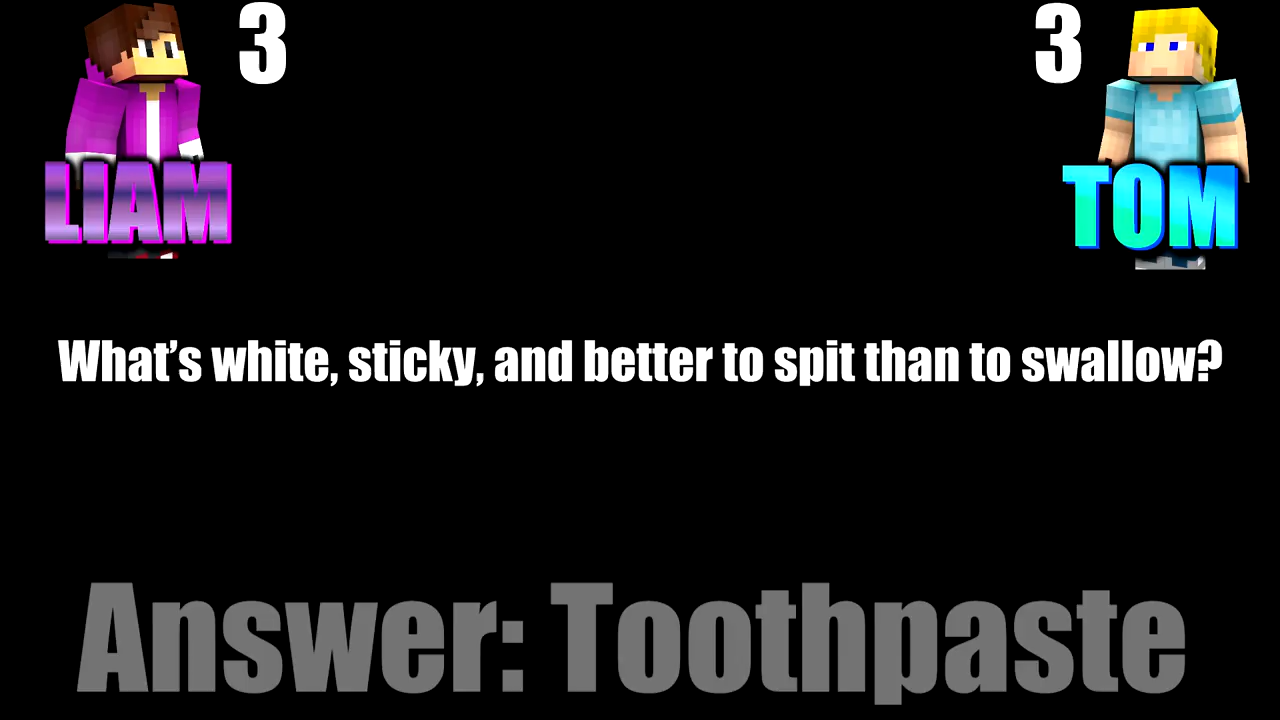 3
3
LIAM
TOM
What's white, sticky, and better to spit than to swallow?
Answer: Toothpaste